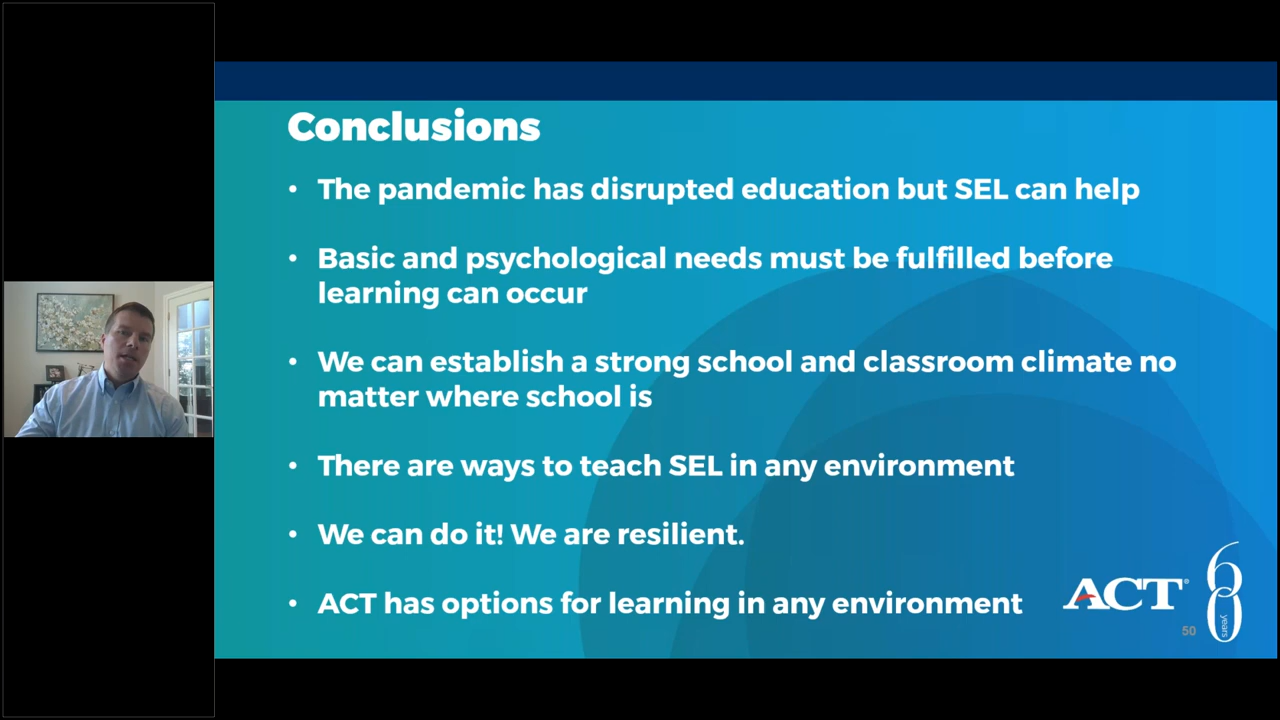 Conclusions
• The pandemic has disrupted education but SEL can help
• Basic and psychological needs must be fulfilled before
learning can occur
• We can establish a strong school and classroom climate no
matter where school is
• There are ways to teach SEL in any environment
• We can do it! We are resilient.
• ACT has options for learning in any environment
ACT®
60
years
50